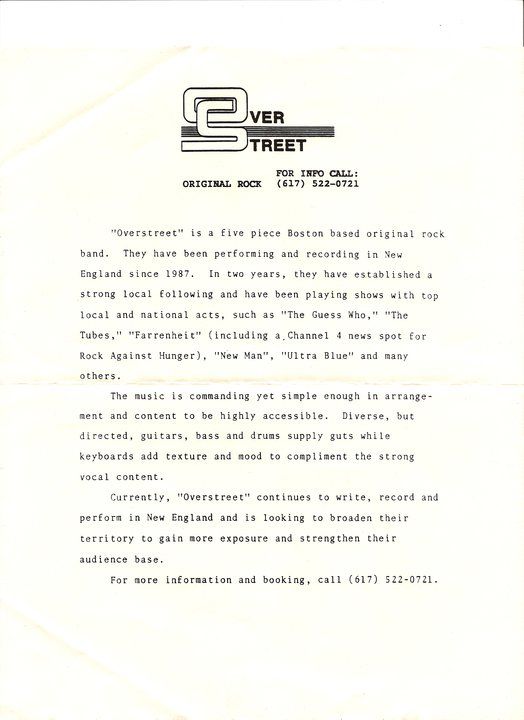 OVER
STREET
FOR INFO CALL:
ORIGINAL ROCK (617) 522-0721
"Overstreet" is a five piece Boston based original rock
band. They have been performing and recording in New
England since 1987. In two years, they have established a
strong local following and have been playing shows with top
local and national acts, such as "The Guess Who," "The
Tubes," "Farrenheit" (including a Channel 4 news spot for
Rock Against Hunger), "New Man", "Ultra Blue" and many
others.
The music is commanding yet simple enough in arrange-
ment and content to be highly accessible. Diverse, but
directed, guitars, bass and drums supply guts while
keyboards add texture and mood to compliment the strong
vocal content.
Currently, "Overstreet" continues to write, record and
perform in New England and is looking to broaden their
territory to gain more exposure and strengthen their
audience base.
For more information and booking, call (617) 522-0721.